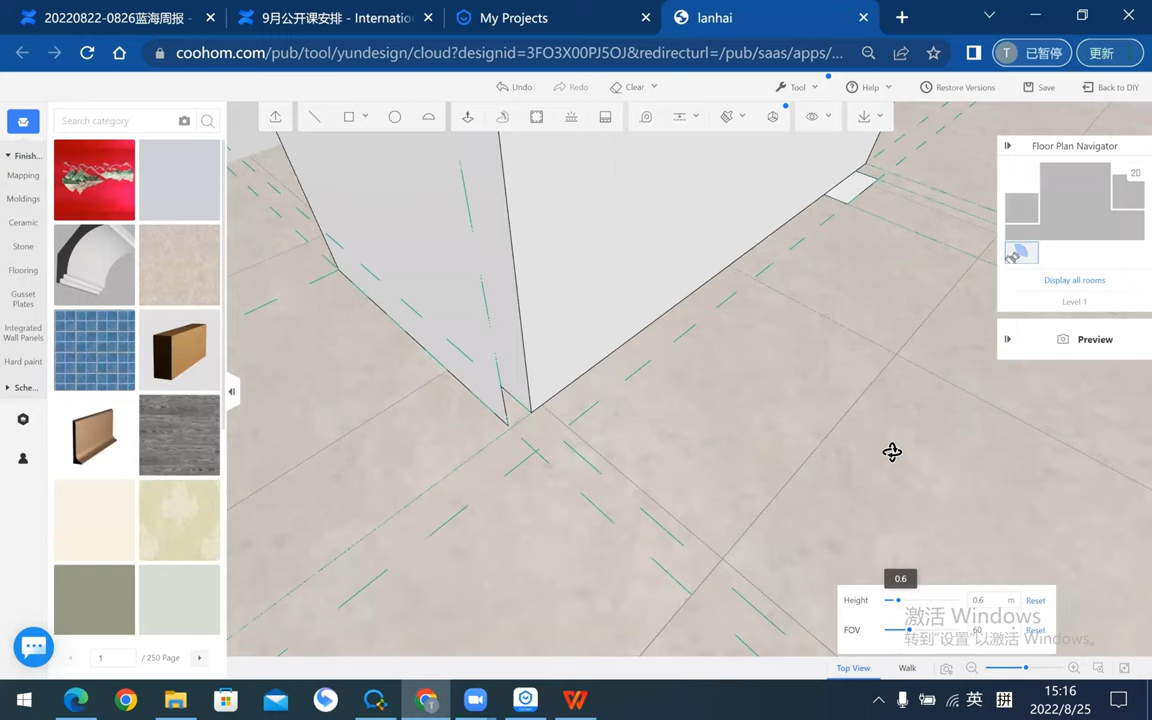 20220822-0826蓝海周报 -
9月公开课安排 - Internatio
My Projects
lanhai
coohom.com/pub/tool/yundesign/cloud?designid=3FO3X00PJ5OJ&redirecturl=/pub/saas/apps/...
T 已暂停
更新
Undo
Redo
Clear
Tool
Help
Restore Versions
Save
Back to DIY
Search category
Finish...
Mapping
Moldings
Ceramic
Stone
Flooring
Gusset
Plates
Integrated
Wall Panels
Hard paint
Sche...
Floor Plan Navigator
20
Display all rooms
Level 1
Preview
0.6
Height
0.6
m
Reset
FOV
60
°
Reset
激活 Windows
转到"设置"以激活 Windows。
1
/ 250 Page
Top View
Walk
T
英
拼
15:16
2022/8/25